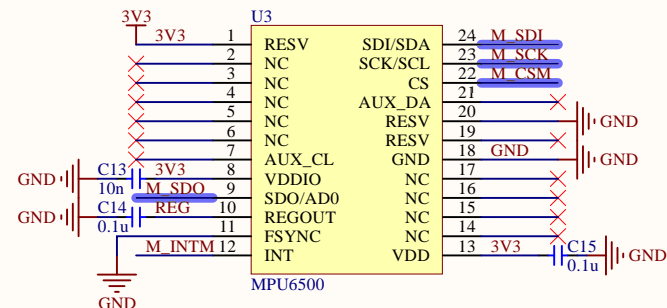 3V3 U3
3V3 1 RESV SDI/SDA 24 M_SDI
2 NC SCK/SCL 23 M_SCK
3 NC CS 22 M_CSM
4 NC AUX_DA 21
5 NC RESV 20 GND
6 NC RESV 19
7 AUX_CL GND 18 GND GND
GND C13 10n 3V3 8 VDDIO NC 17
M_SDO 9 SDO/AD0 NC 16
GND C14 0.1u REG 10 REGOUT NC 15
11 FSYNC NC 14
M_INTM 12 INT VDD 13 3V3 C15 0.1u GND
GND MPU6500